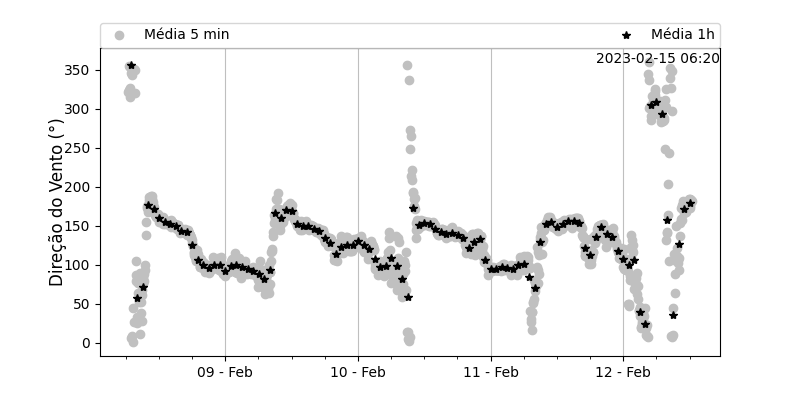 Média 5 min
Média 1h
2023-02-15 06:20
Direção do Vento (°)
350
300
250
200
150
100
50
0
09 - Feb
10 - Feb
11 - Feb
12 - Feb